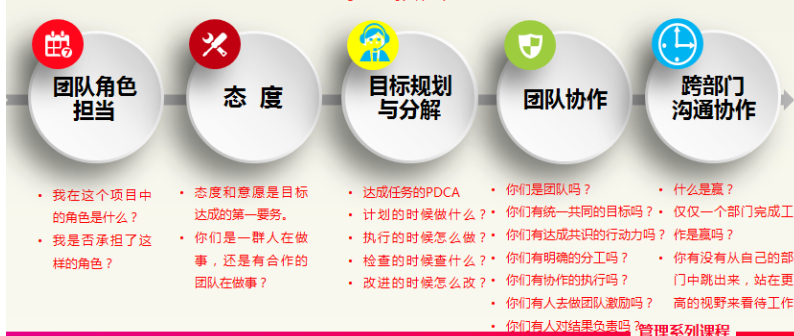 7
团队角色
担当
态 度
目标规划
与分解
团队协作
跨部门
沟通协作
• 我在这个项目中
的角色是什么？
• 我是否承担了这
样的角色？
• 态度和意愿是目标
达成的第一要务。
• 你们是一群人在做
事，还是有合作的
团队在做事？
• 达成任务的PDCA
• 计划的时候做什么？
• 执行的时候怎么做？
• 检查的时候查什么？
• 改进的时候怎么改？
• 你们是团队吗？
• 你们有统一共同的目标吗？
• 你们有达成共识的行动力吗？
• 你们有明确的分工吗？
• 你们有协作的执行吗？
• 你们有人去做团队激励吗？
• 你们有人对结果负责吗？
• 什么是赢？
• 仅仅一个部门完成工
作是赢吗？
• 你有没有从自己的部
门中跳出来，站在更
高的视野来看待工作
管理系列课程